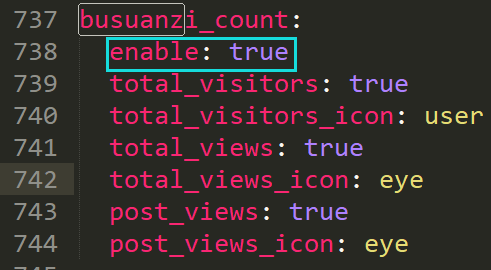 737 busuanzi_count:
738   enable: true
739   total_visitors: true
740   total_visitors_icon: user
741   total_views: true
742   total_views_icon: eye
743   post_views: true
744   post_views_icon: eye